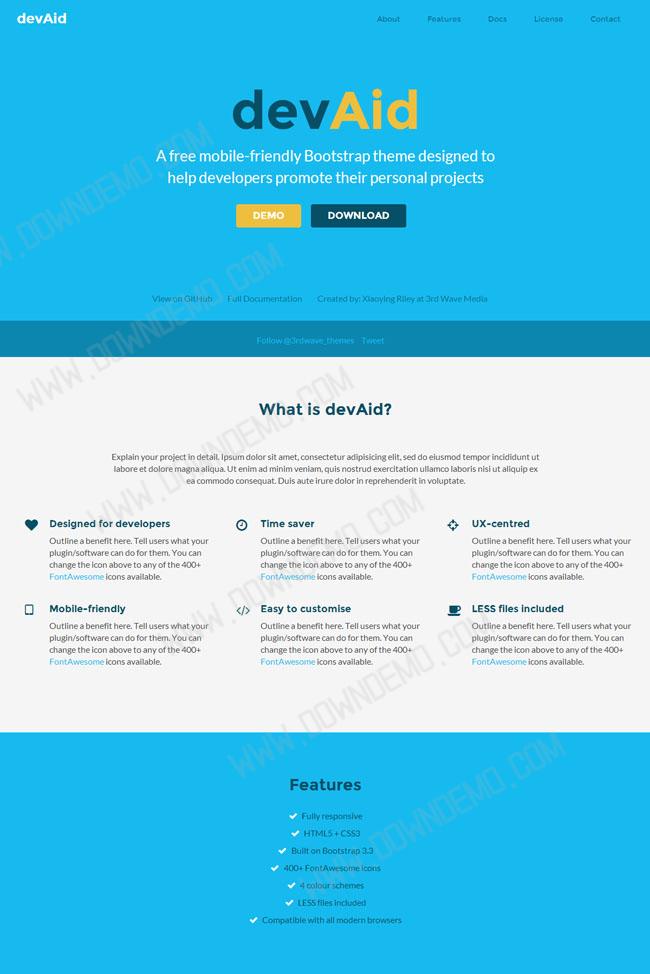 devAid
About Features Docs License Contact
devAid
A free mobile-friendly Bootstrap theme designed to
help developers promote their personal projects
DEMO DOWNLOAD
View on GitHub Full Documentation Created by: Xiaoying Riley at 3rd Wave Media
Follow @3rdwave_themes Tweet
What is devAid?
Explain your project in detail. Ipsum dolor sit amet, consectetur adipisicing elit, sed do eiusmod tempor incididunt ut
labore et dolore magna aliqua. Ut enim ad minim veniam, quis nostrud exercitation ullamco laboris nisi ut aliquip ex
ea commodo consequat. Duis aute irure dolor in reprehenderit in voluptate.
Designed for developers
Outline a benefit here. Tell users what your
plugin/software can do for them. You can
change the icon above to any of the 400+
FontAwesome icons available.
Time saver
Outline a benefit here. Tell users what your
plugin/software can do for them. You can
change the icon above to any of the 400+
FontAwesome icons available.
UX-centred
Outline a benefit here. Tell users what your
plugin/software can do for them. You can
change the icon above to any of the 400+
FontAwesome icons available.
Mobile-friendly
Outline a benefit here. Tell users what your
plugin/software can do for them. You can
change the icon above to any of the 400+
FontAwesome icons available.
Easy to customise
Outline a benefit here. Tell users what your
plugin/software can do for them. You can
change the icon above to any of the 400+
FontAwesome icons available.
LESS files included
Outline a benefit here. Tell users what your
plugin/software can do for them. You can
change the icon above to any of the 400+
FontAwesome icons available.
Features
Fully responsive
HTML5 + CSS3
Built on Bootstrap 3.3
400+ FontAwesome icons
4 colour schemes
LESS files included
Compatible with all modern browsers
WWW.DOWNDEMO.COM
WWW.DOWNDEMO.COM
WWW.DOWNDEMO.COM
WWW.DOWNDEMO.COM
WWW.DOWNDEMO.COM
WWW.DOWNDEMO.COM